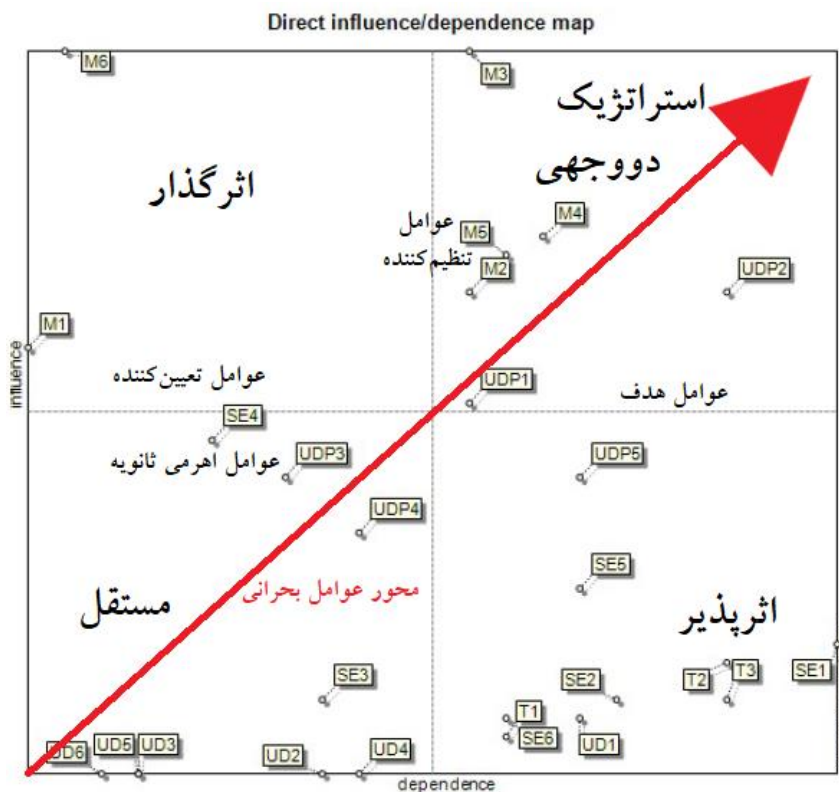 Direct influence/dependence map
M6
M3
استراتژیک
دووجهی
اثرگذار
عوامل
تنظیم‌کننده
M5
M4
M2
UDP2
M1
influence
عوامل تعیین‌کننده
UDP1
عوامل هدف
SE4
عوامل اهرمی ثانویه
UDP3
UDP5
UDP4
SE5
محور عوامل بحرانی
مستقل
اثرپذیر
SE3
SE2
T2
T3
SE1
T1
SE6
UD1
UD6
UD5
UD3
UD2
UD4
dependence